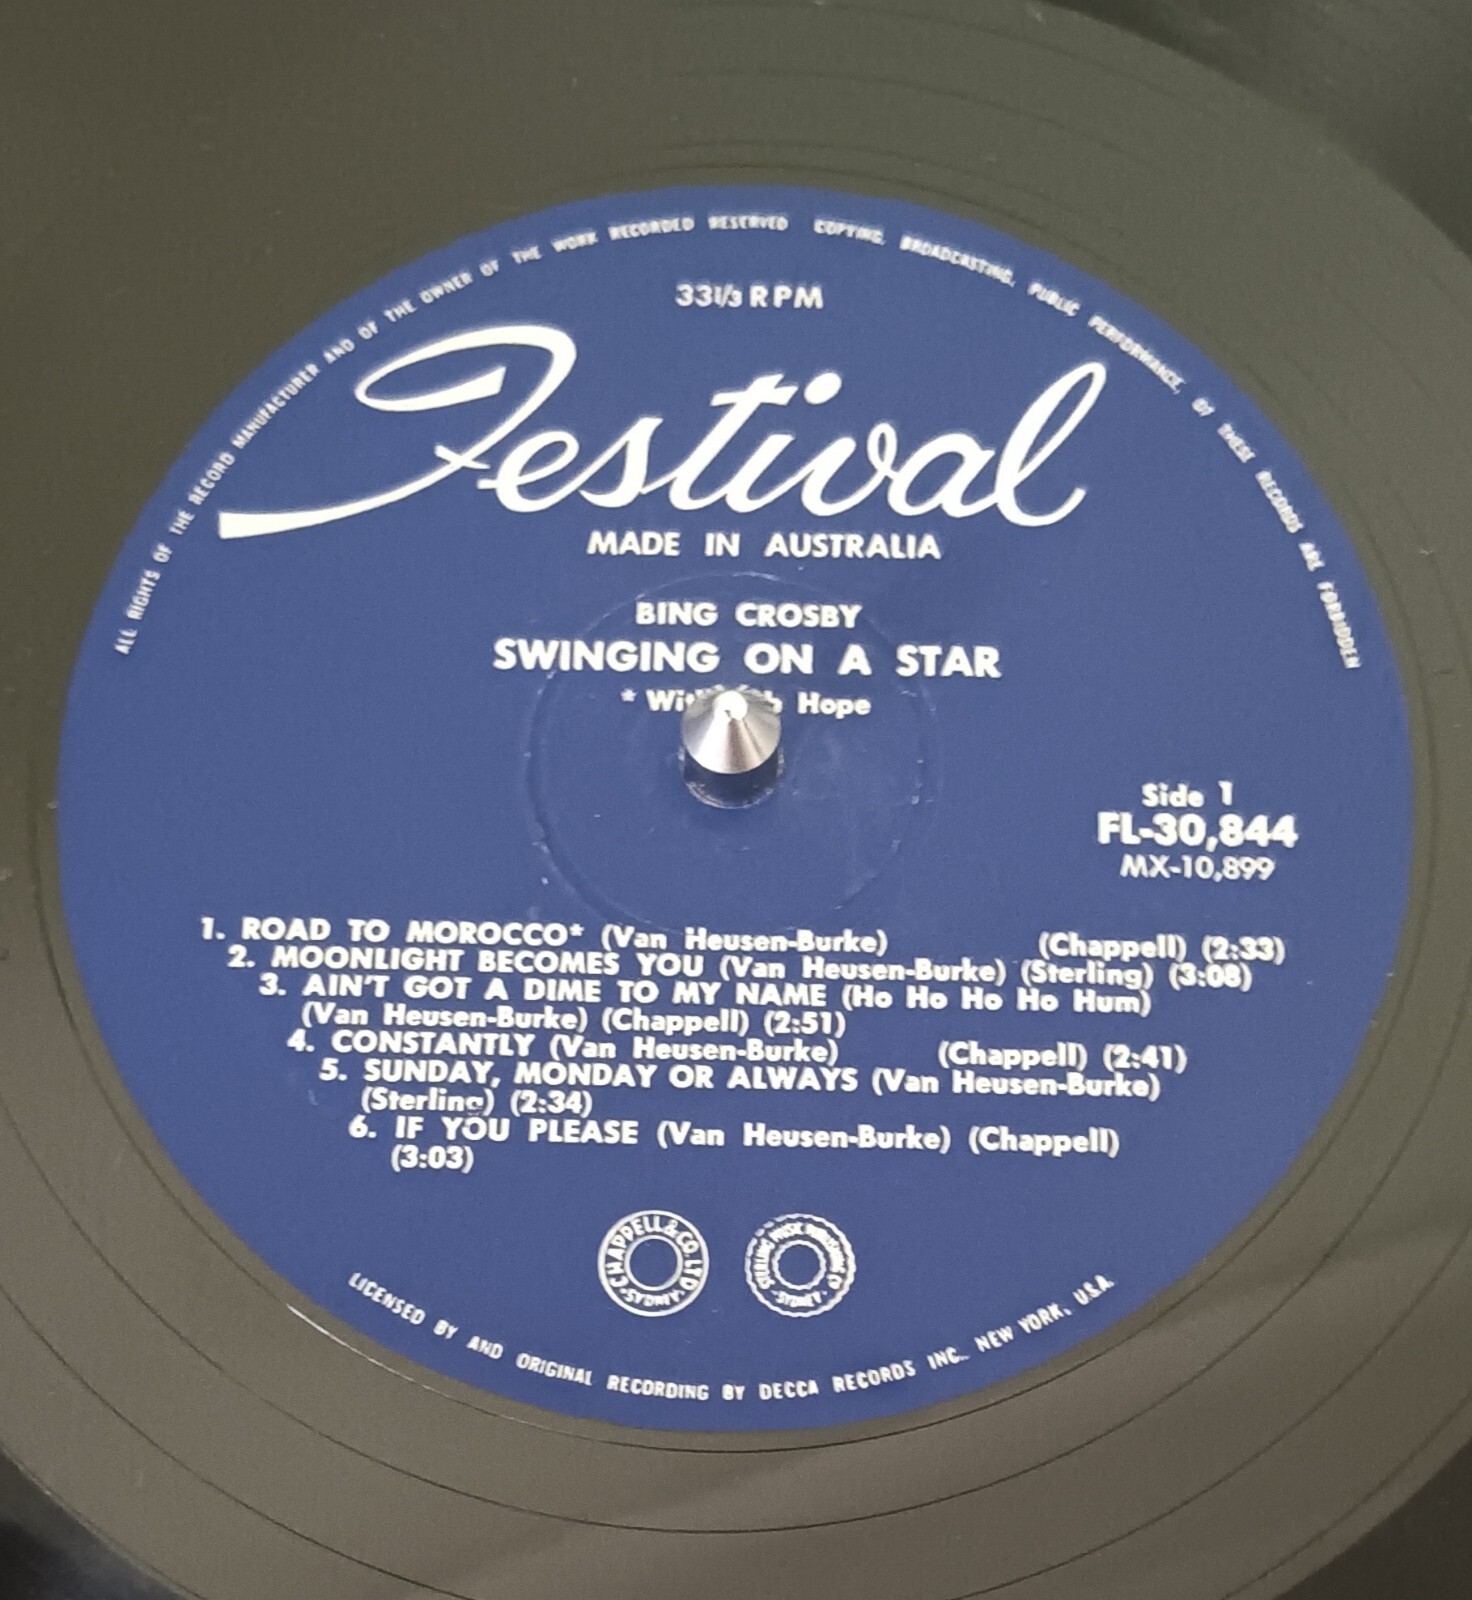 ALL RIGHTS OF THE RECORD MANUFACTURER AND OF THE OWNER OF THE WORK RECORDED RESERVED COPYING, BROADCASTING, PUBLIC PERFORMANCE, OF THESE RECORDS ARE FORBIDDEN
33 1/3 RPM
Festival
MADE IN AUSTRALIA
BING CROSBY
SWINGING ON A STAR
* Hope
Side 1
FL-30,844
MX-10,899
1. ROAD TO MOROCCO* (Van Heusen-Burke) (Chappell) (2:33)
2. MOONLIGHT BECOMES YOU (Van Heusen-Burke) (Sterling) (3:08)
3. AIN'T GOT A DIME TO MY NAME (Ho Ho Ho Ho Hum)
(Van Heusen-Burke) (Chappell) (2:51)
4. CONSTANTLY (Van Heusen-Burke) (Chappell) (2:41)
5. SUNDAY, MONDAY OR ALWAYS (Van Heusen-Burke)
(Sterling) (2:34)
6. IF YOU PLEASE (Van Heusen-Burke) (Chappell)
(3:03)
CHAPPELL & CO. LTD. SYDNEY
STERLING MUSIC PUBLISHING CO SYDNEY
LICENSED BY AND ORIGINAL RECORDING BY DECCA RECORDS INC., NEW YORK, U.S.A.